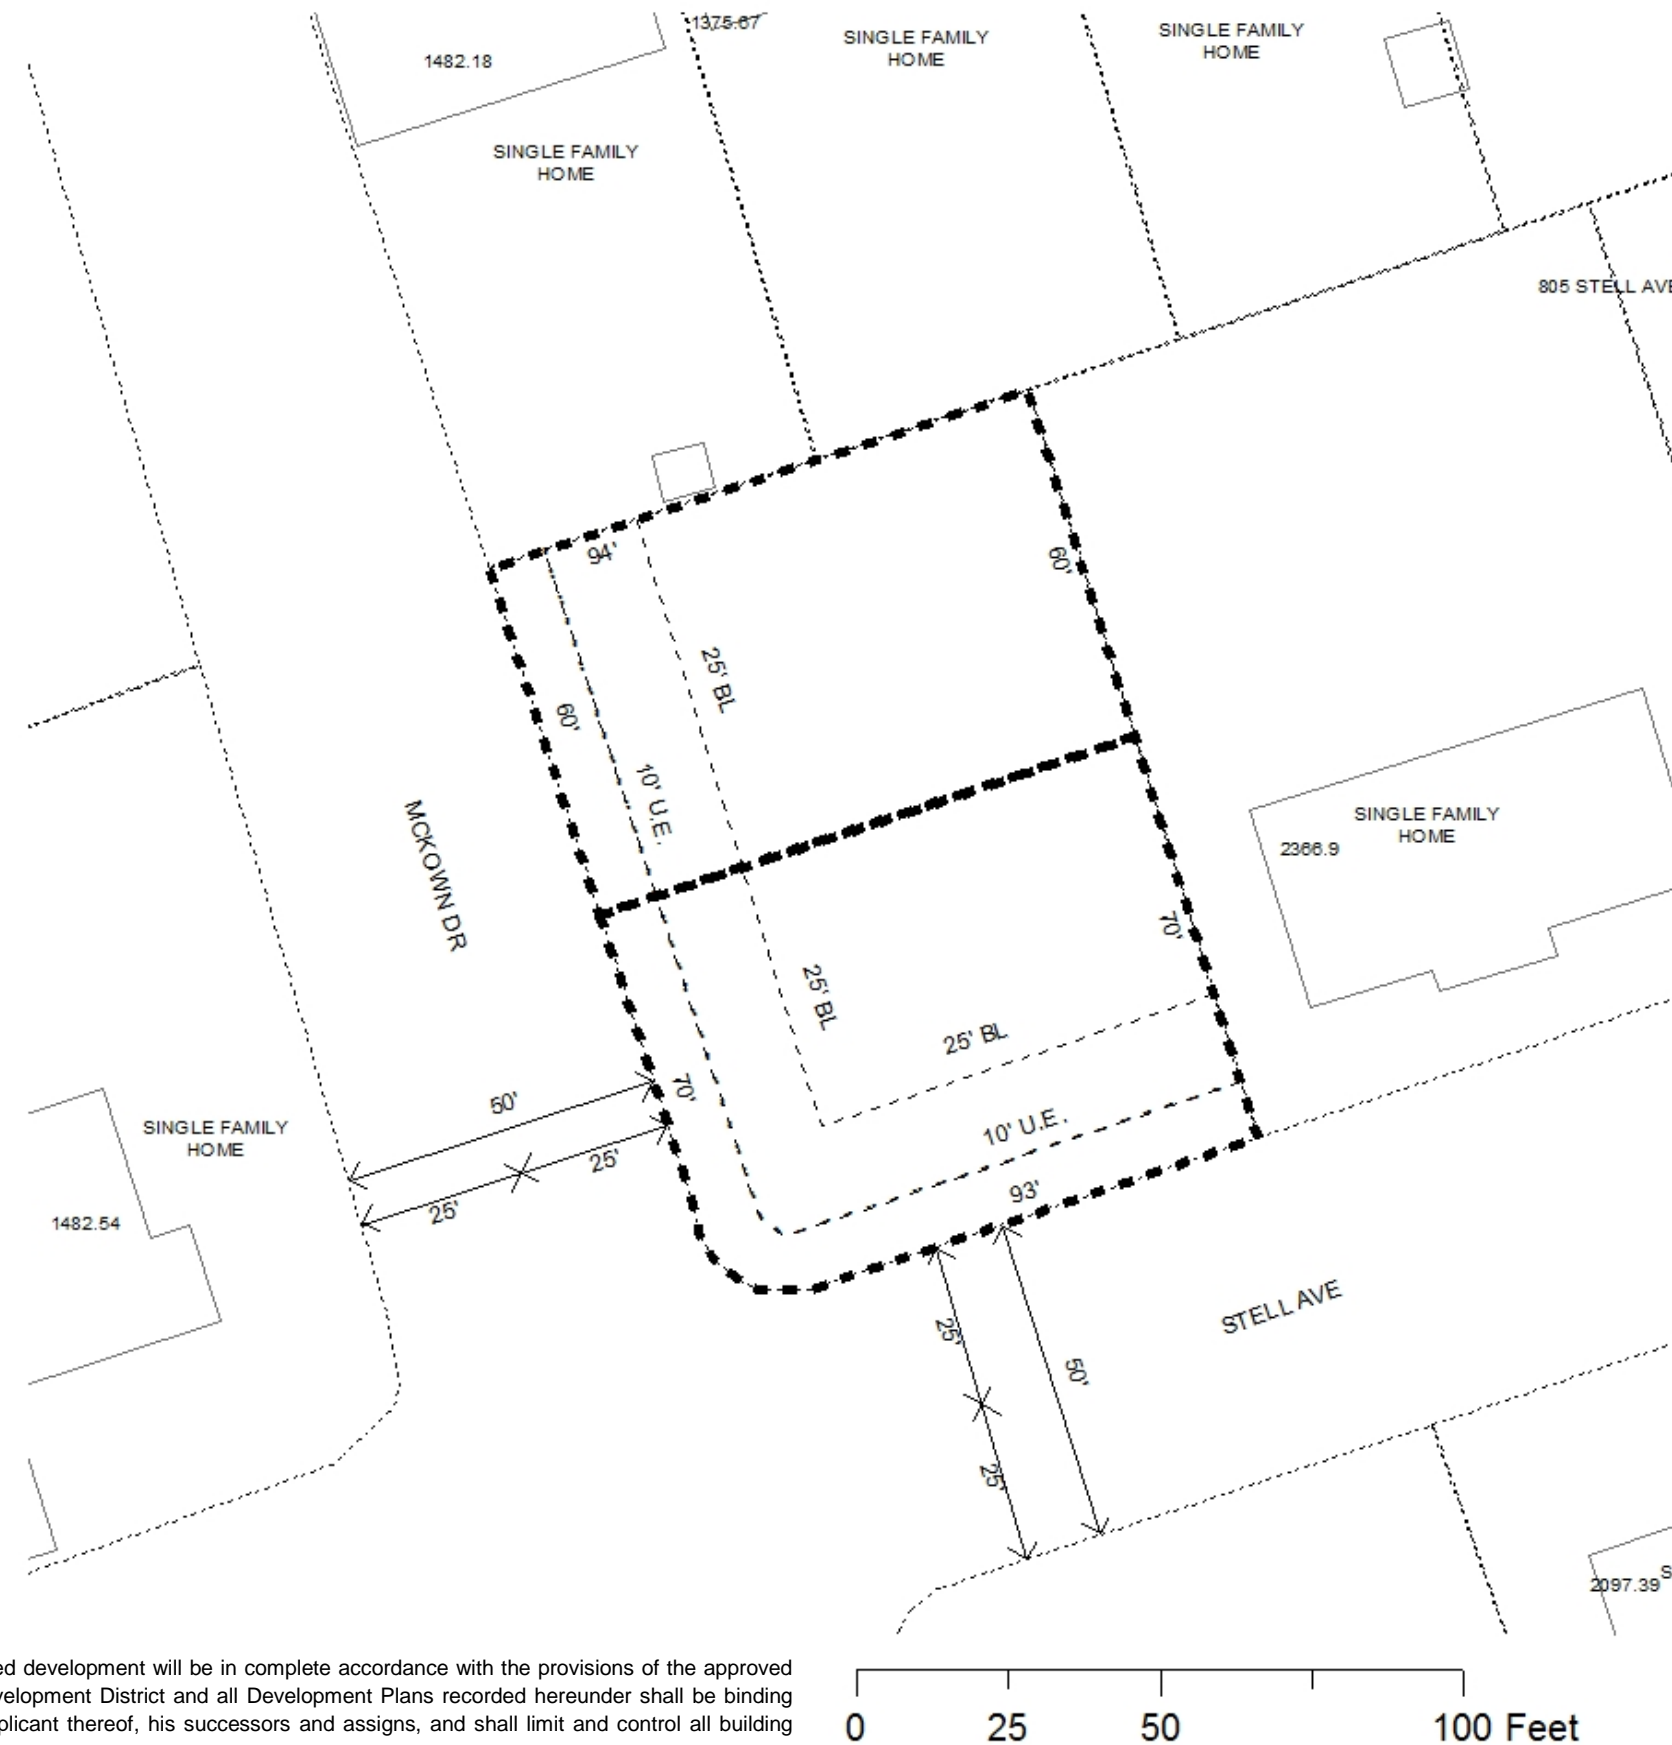 1375.67
SINGLE FAMILY
HOME
SINGLE FAMILY
HOME
1482.18
SINGLE FAMILY
HOME
805 STELL AVE
94'
60'
25' BL
60'
10' U.E.
MCKOWN DR
SINGLE FAMILY
HOME
2366.9
70'
25' BL
25' BL
70'
50'
10' U.E.
SINGLE FAMILY
HOME
25'
25'
93'
1482.54
STELL AVE
25'
50'
25'
2097.39
ed development will be in complete accordance with the provisions of the approved
velopment District and all Development Plans recorded hereunder shall be binding
plicant thereof, his successors and assigns, and shall limit and control all building
0 25 50 100 Feet